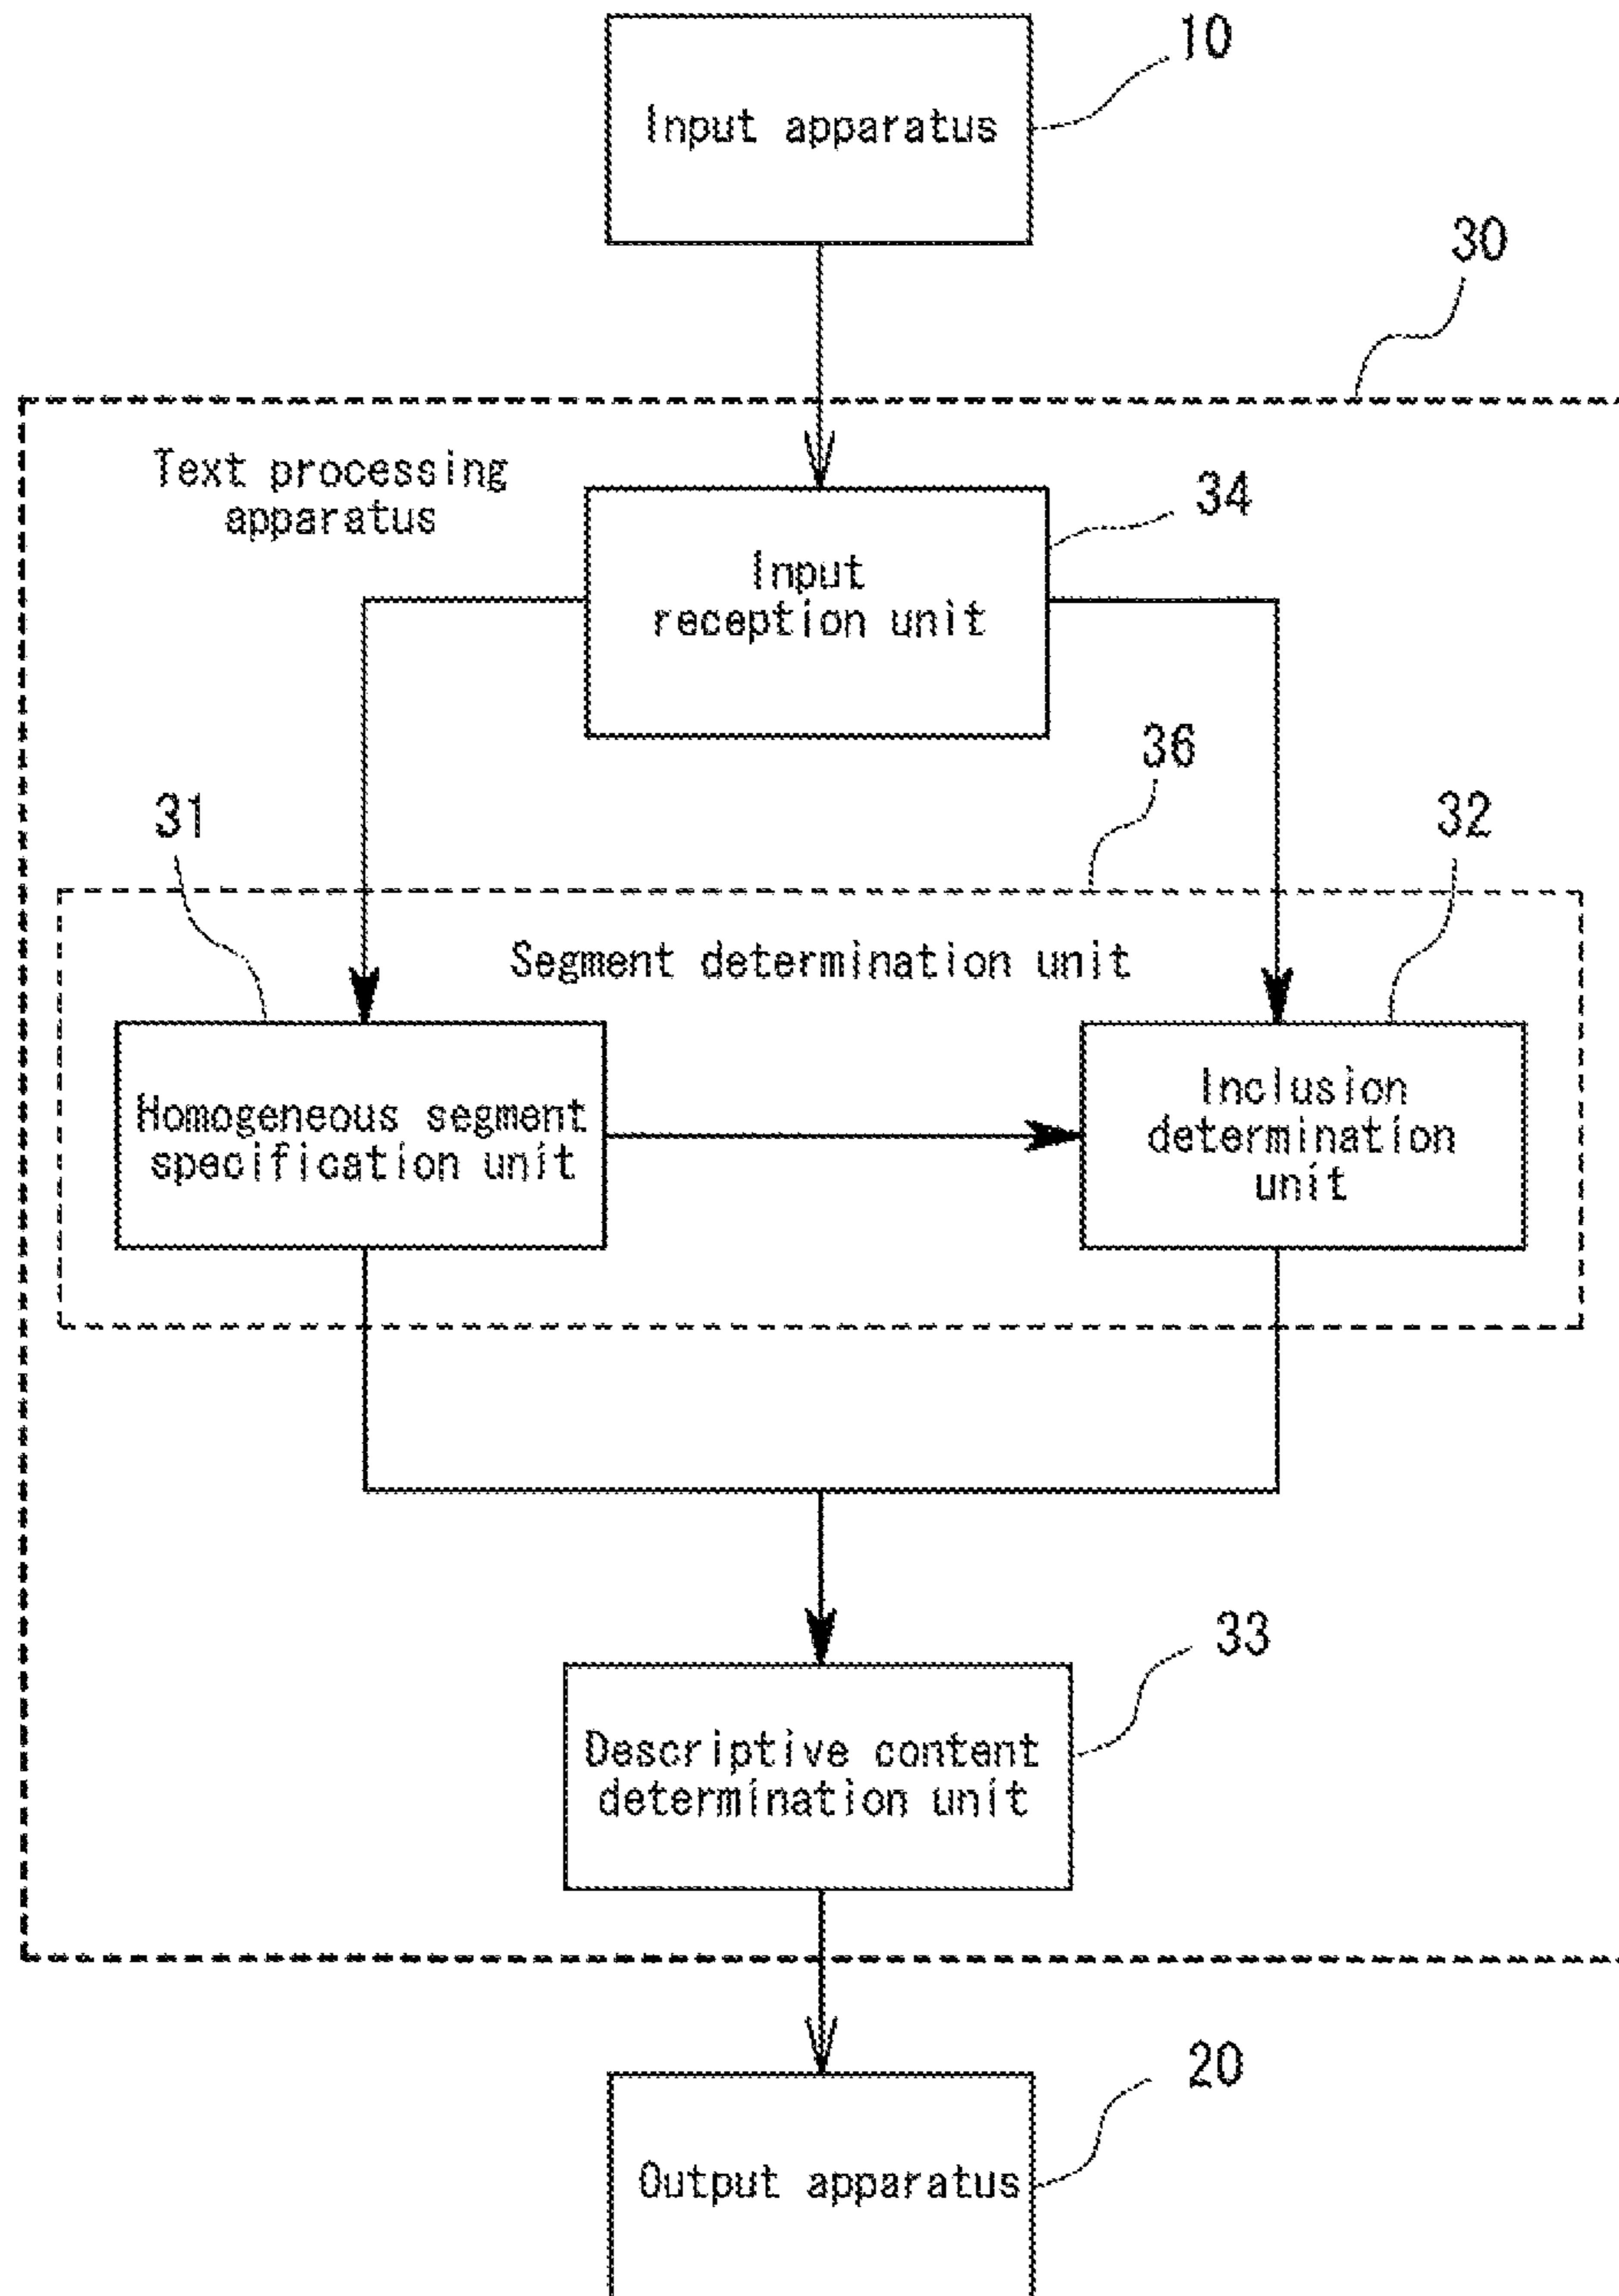 10
Input apparatus
30
Text processing
apparatus
34
Input
reception unit
36
31
32
Segment determination unit
Homogeneous segment
specification unit
Inclusion
determination
unit
33
Descriptive content
determination unit
20
Output apparatus